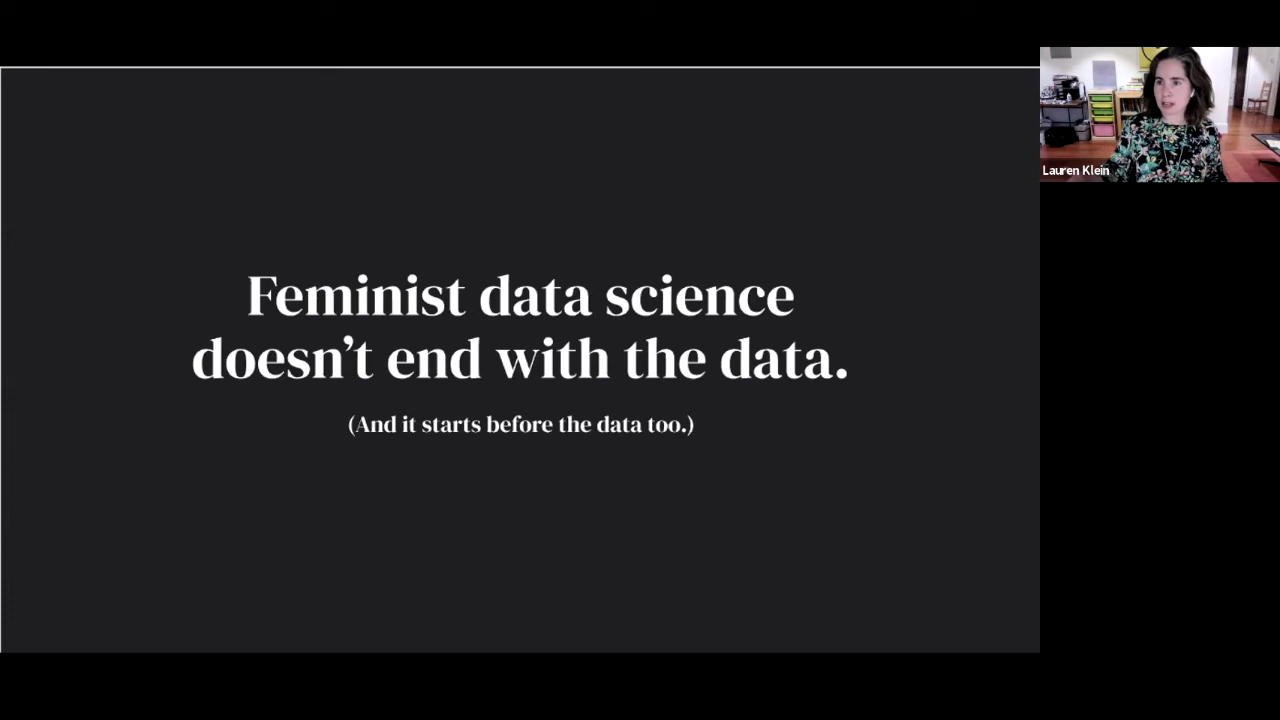 Feminist data science
doesn’t end with the data.
(And it starts before the data too.)
Lauren Klein